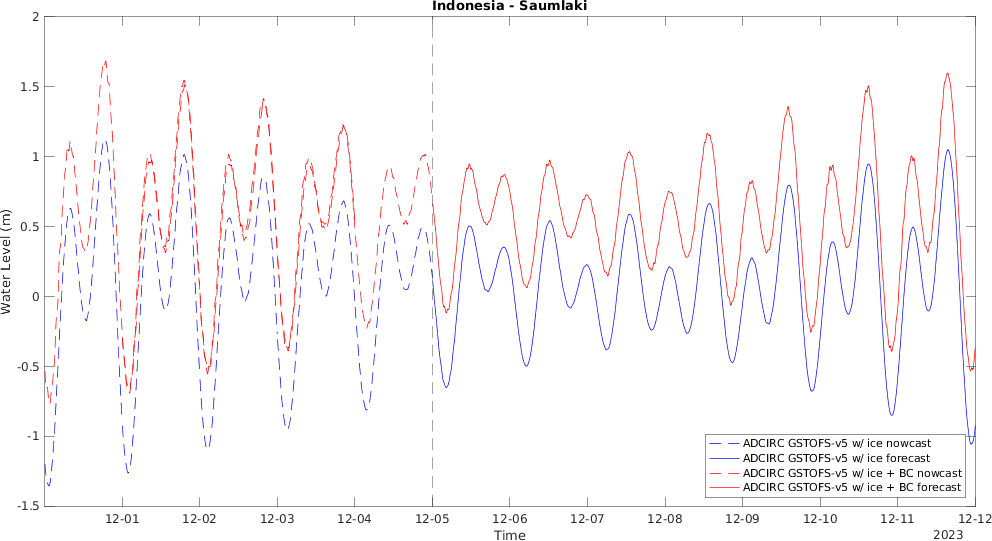 Indonesia - Saumlaki
2
1.5
1
0.5
0
-0.5
-1
-1.5
Water Level (m)
12-01 12-02 12-03 12-04 12-05 12-06 12-07 12-08 12-09 12-10 12-11 12-12
Time
2023
ADCIRC GSTOFS-v5 w/ ice nowcast
ADCIRC GSTOFS-v5 w/ ice forecast
ADCIRC GSTOFS-v5 w/ ice + BC nowcast
ADCIRC GSTOFS-v5 w/ ice + BC forecast